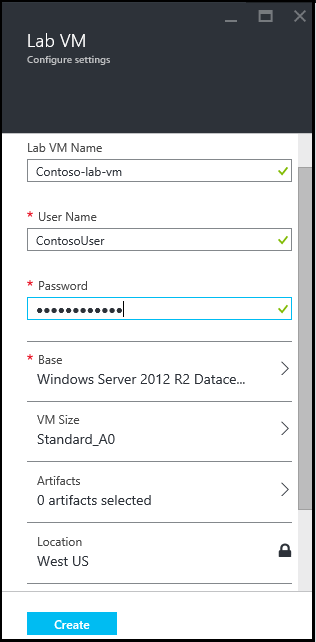 Lab VM
Configure settings
Lab VM Name
Contoso-lab-vm
* User Name
ContosoUser
* Password
●●●●●●●●●●●●
* Base
Windows Server 2012 R2 Datace...
VM Size
Standard_A0
Artifacts
0 artifacts selected
Location
West US
Create